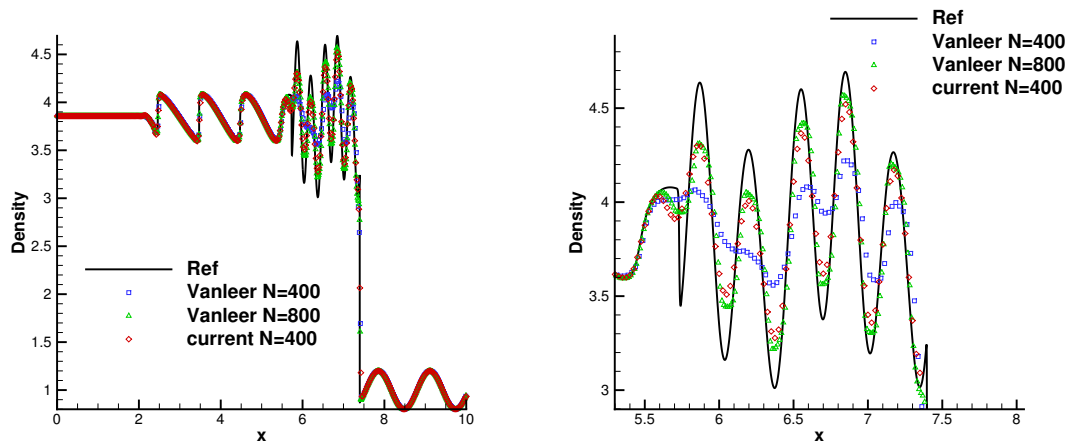 Density
4.5
4
3.5
3
2.5
2
1.5
1
0
2
4
6
8
10
x
Ref
Vanleer N=400
Vanleer N=800
current N=400
Density
4.5
4
3.5
3
5.5
6
6.5
7
7.5
8
x
Ref
Vanleer N=400
Vanleer N=800
current N=400